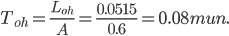 T_{oh} = \frac{L_{oh}}{A} = \frac{0.0515}{0.6} = 0.08 mun.